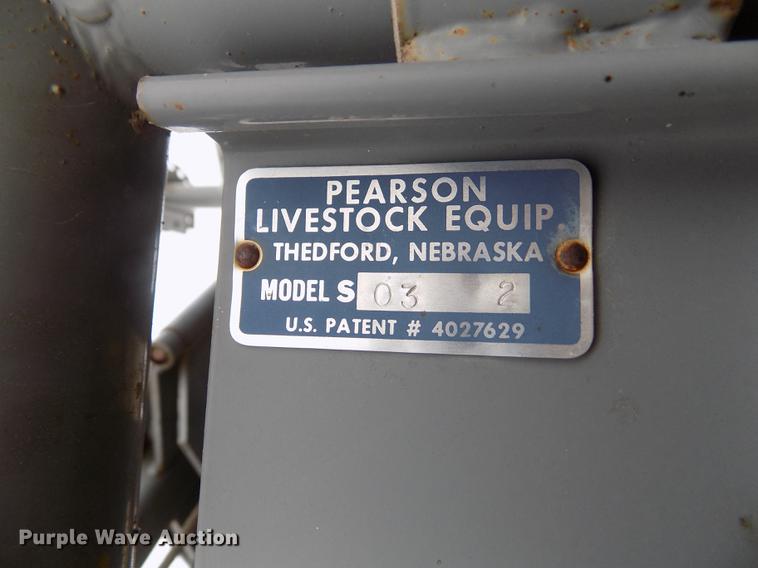 PEARSON
LIVESTOCK EQUIP.
THEDFORD, NEBRASKA
MODEL S 03 2
U.S. PATENT # 4027629
Purple Wave Auction